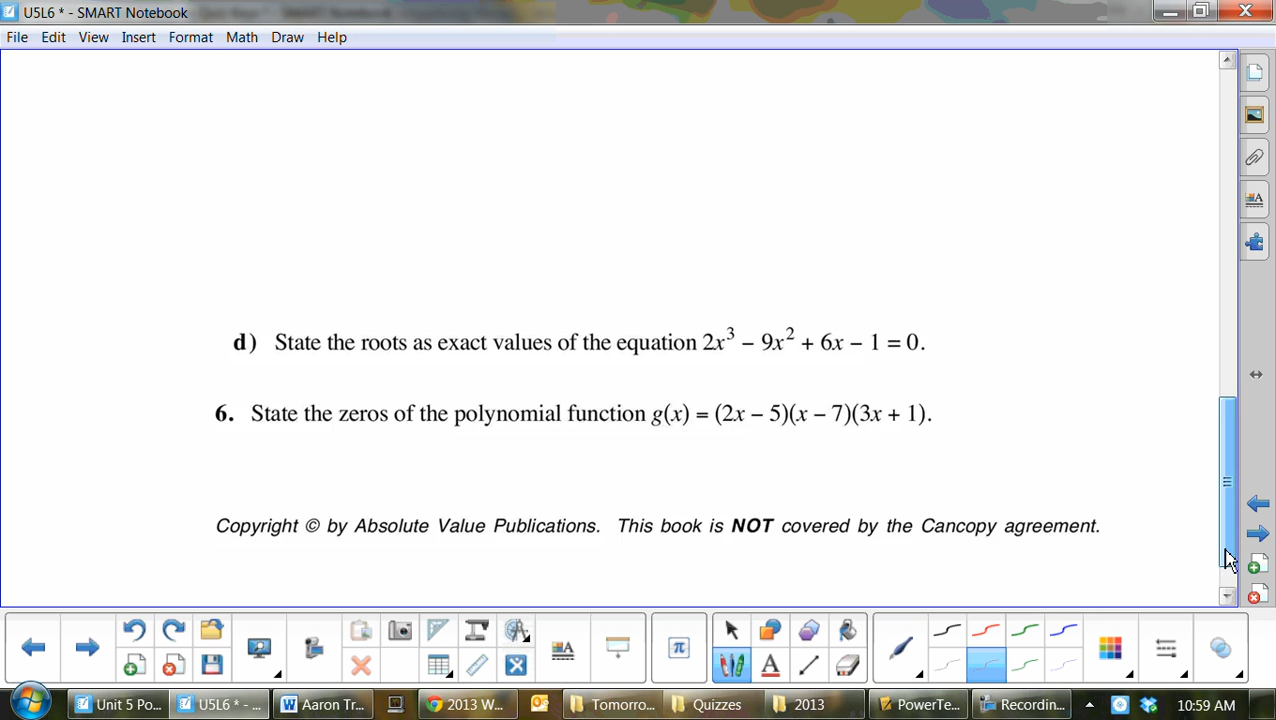 U5L6 * - SMART Notebook
File Edit View Insert Format Math Draw Help
d) State the roots as exact values of the equation 2x³ − 9x² + 6x − 1 = 0.
6. State the zeros of the polynomial function g(x) = (2x − 5)(x − 7)(3x + 1).
Copyright © by Absolute Value Publications. This book is NOT covered by the Cancopy agreement.
π
A
Unit 5 Po... U5L6 * - ... Aaron Tr... 2013 W... Tomorro... Quizzes 2013 PowerTe... Recordin... 10:59 AM